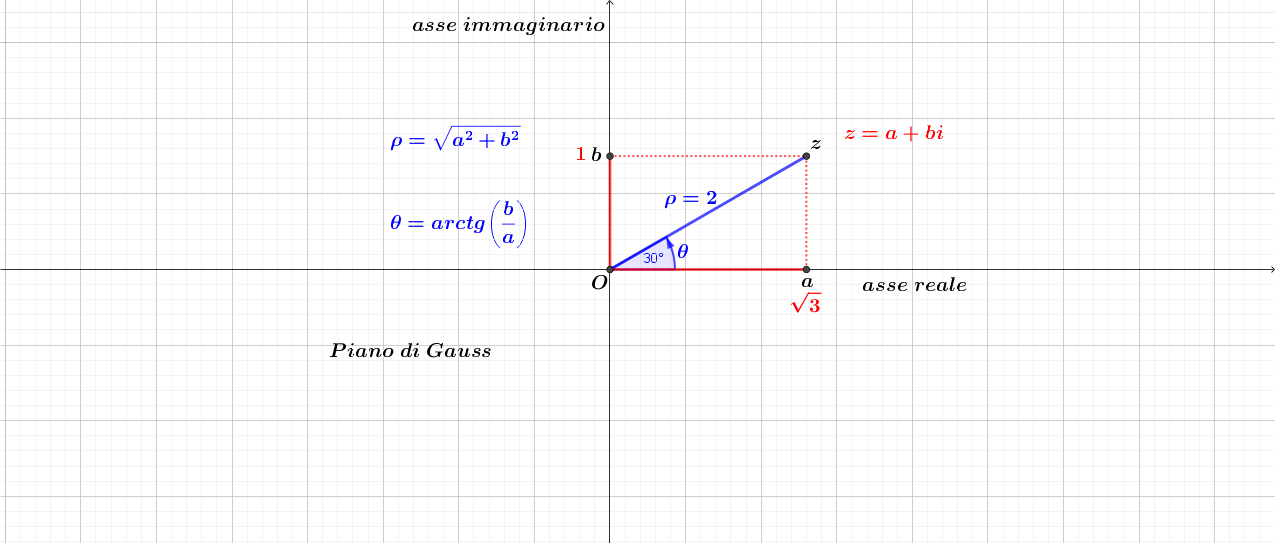 asse immaginario
ρ = √(a² + b²)
z = a + bi
1 b
z
ρ = 2
θ = arctg(b/a)
30° θ
O
a
asse reale
√3
Piano di Gauss